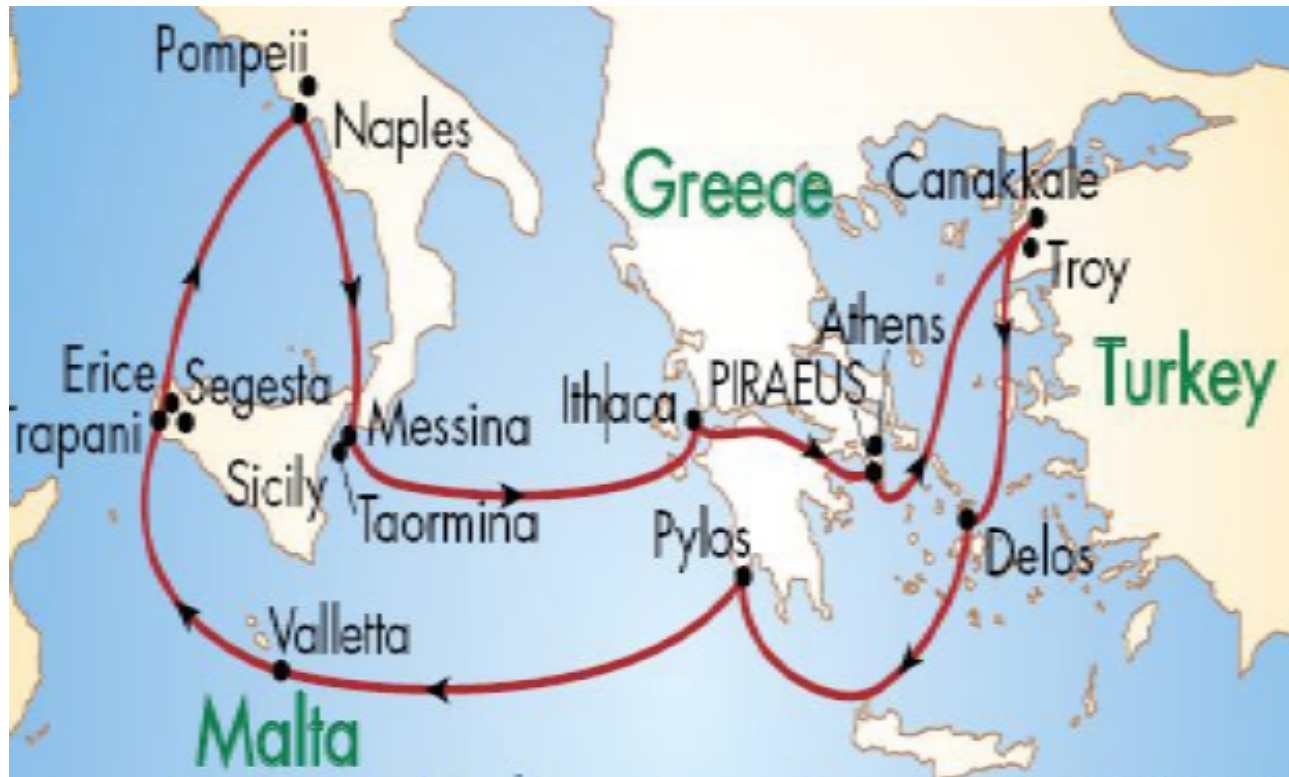 Pompeii
Naples
Greece
Canakkale
Troy
Athens
Turkey
Erice
Segesta
Ithaca
PIRAEUS
Trapani
Messina
Sicily
Taormina
Pylos
Delos
Valletta
Malta